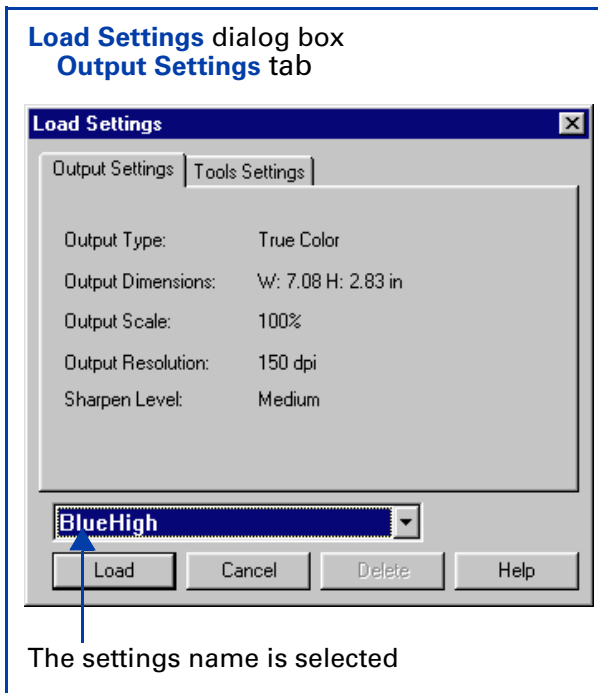 Load Settings dialog box
Output Settings tab
Load Settings
Output Settings Tools Settings
Output Type: True Color
Output Dimensions: W: 7.08 H: 2.83 in
Output Scale: 100%
Output Resolution: 150 dpi
Sharpen Level: Medium
BlueHigh
Load Cancel Delete Help
The settings name is selected